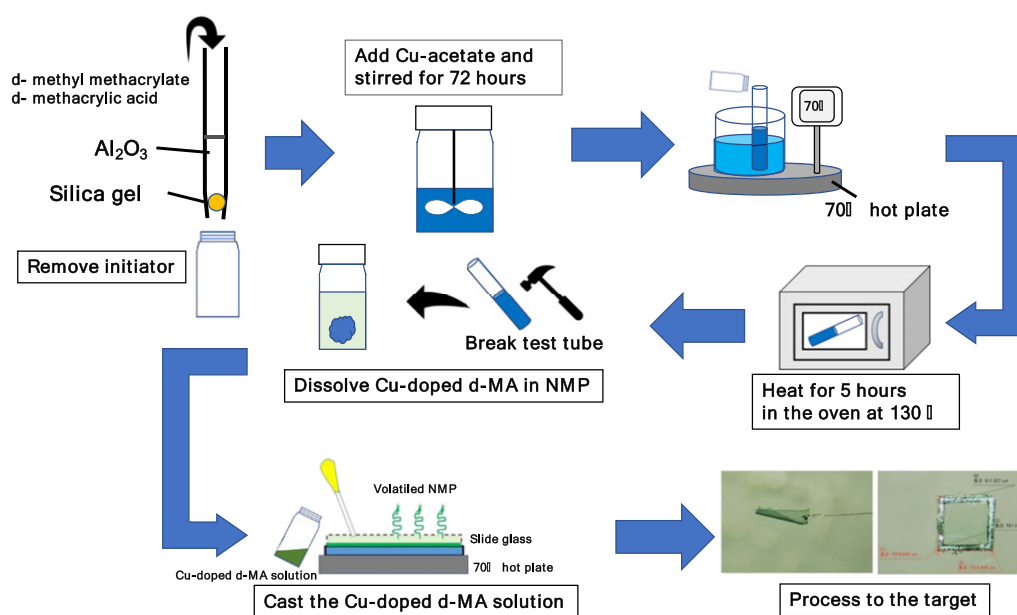 d- methyl methacrylate
d- methacrylic acid
Al₂O₃
Silica gel
Remove initiator
Add Cu-acetate and
stirred for 72 hours
70▯
70▯ hot plate
Heat for 5 hours
in the oven at 130 ▯
Break test tube
Dissolve Cu-doped d-MA in NMP
Volatiled NMP
Slide glass
Cu-doped d-MA solution
70▯ hot plate
Cast the Cu-doped d-MA solution
Process to the target